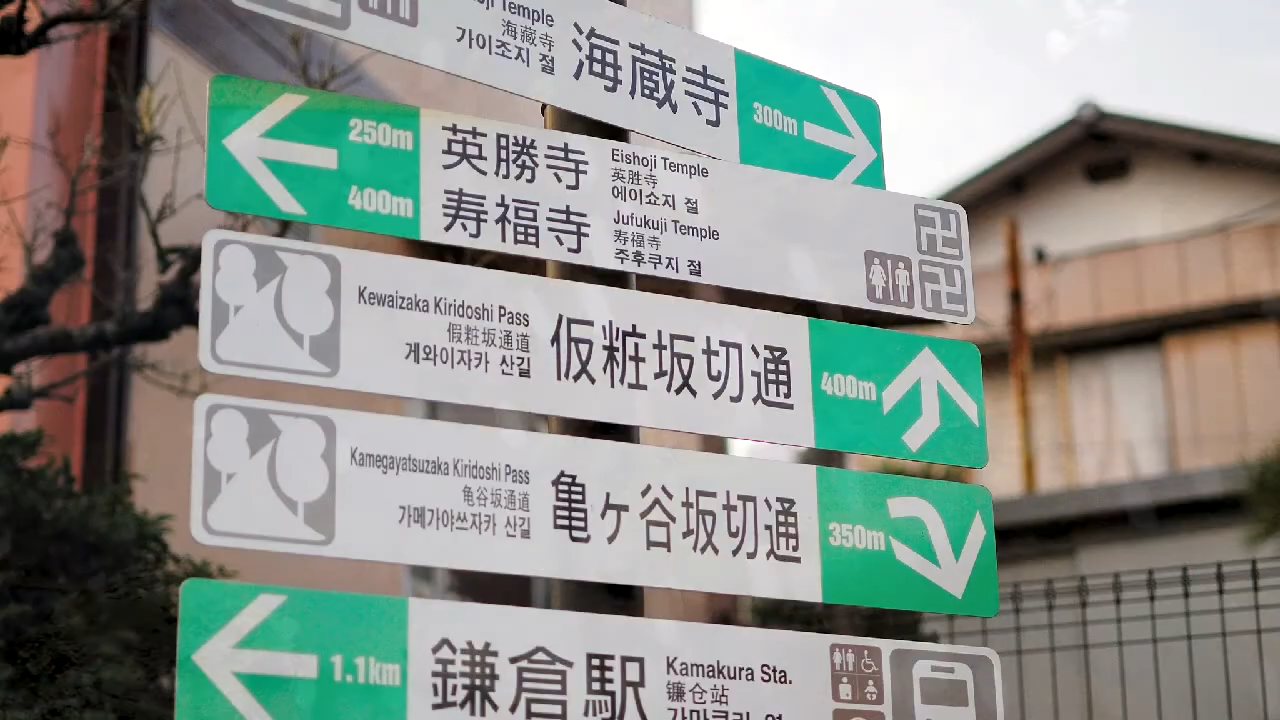 Temple
海藏寺
가이조지 절
海蔵寺
300m
250m
400m
英勝寺
寿福寺
Eishoji Temple
英胜寺
에이쇼지 절
Jufukuji Temple
寿福寺
주후쿠지 절
Kewaizaka Kiridoshi Pass
假粧坂通道
게와이자카 산길
仮粧坂切通
400m
Kamegayatsuzaka Kiridoshi Pass
龟谷坂通道
가메가야쓰자카 산길
亀ヶ谷坂切通
350m
1.1km
鎌倉駅
Kamakura Sta.
镰仓站